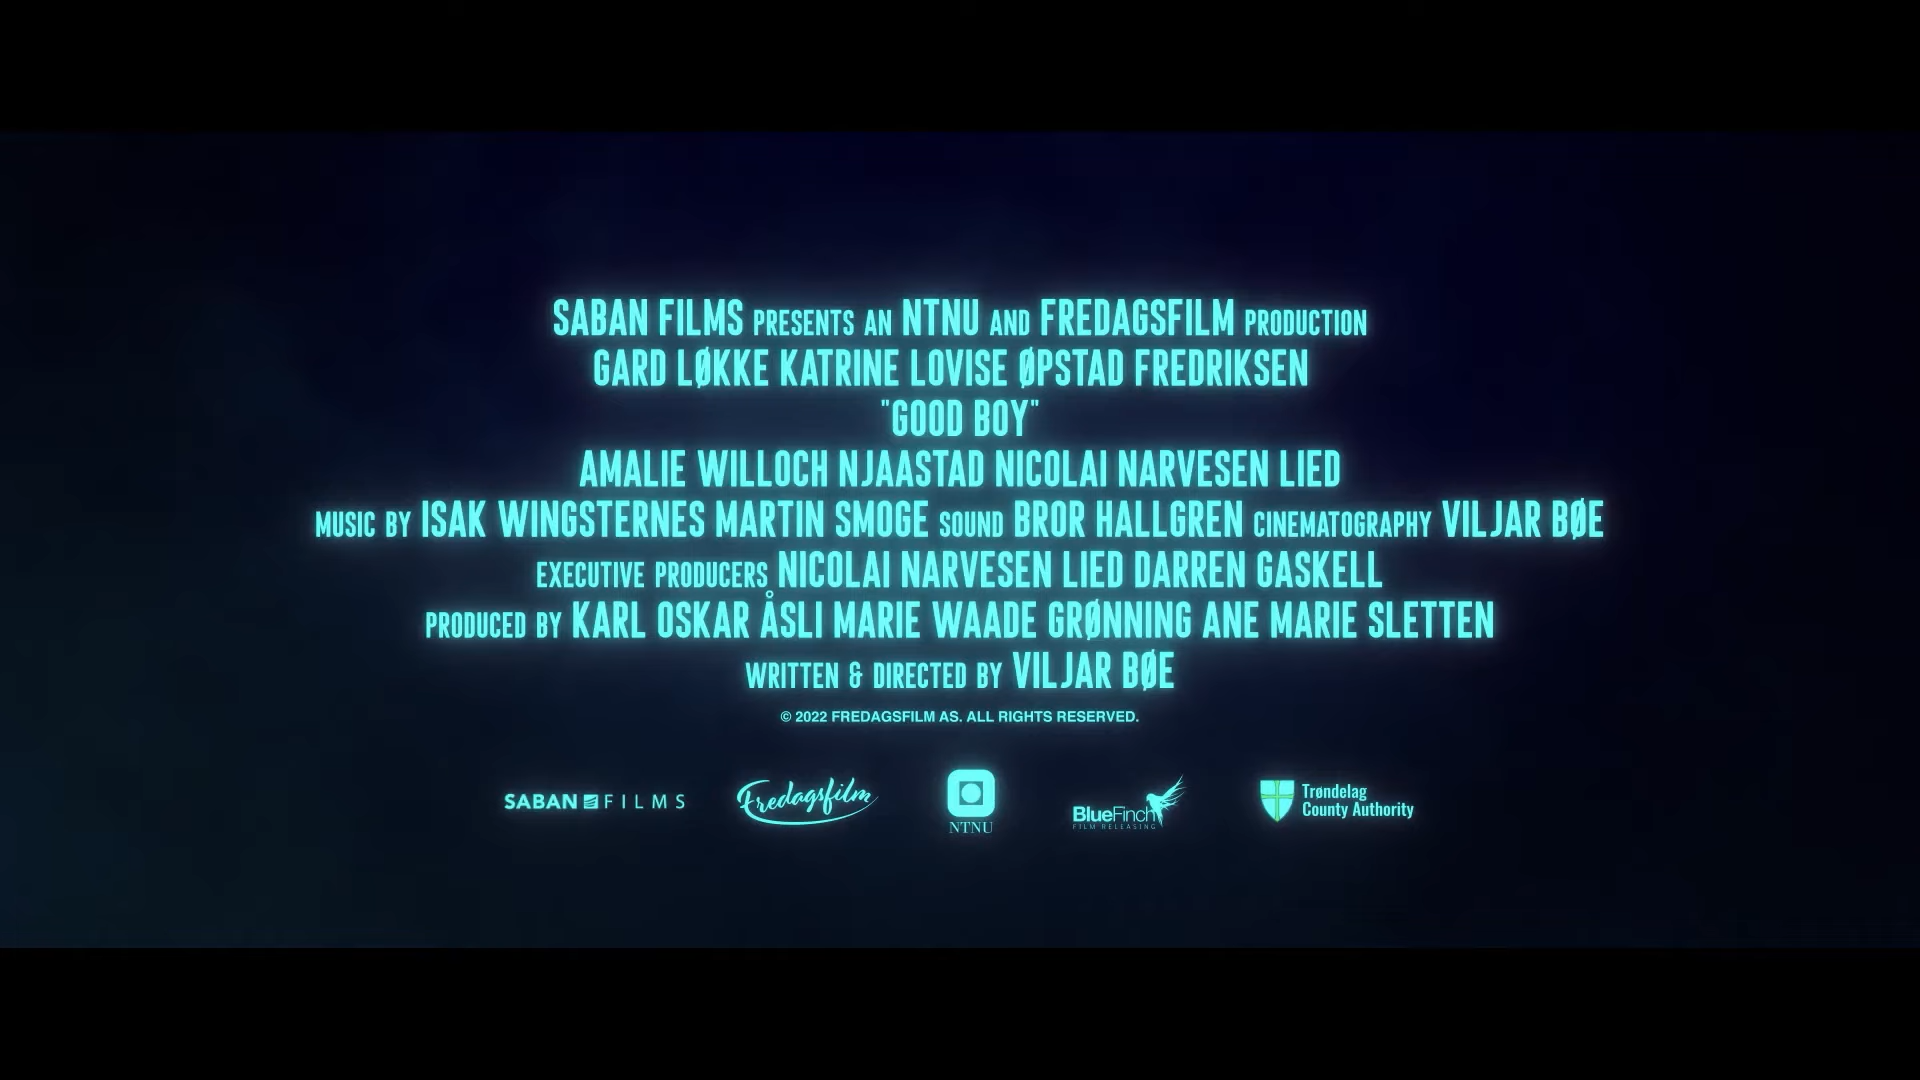 SABAN FILMS PRESENTS AN NTNU AND FREDAGSFILM PRODUCTION
GARD LØKKE KATRINE LOVISE ØPSTAD FREDRIKSEN
"GOOD BOY"
AMALIE WILLOCH NJAASTAD NICOLAI NARVESEN LIED
MUSIC BY ISAK WINGSTERNES MARTIN SMOGE SOUND BROR HALLGREN CINEMATOGRAPHY VILJAR BØE
EXECUTIVE PRODUCERS NICOLAI NARVESEN LIED DARREN GASKELL
PRODUCED BY KARL OSKAR ÅSLI MARIE WAADE GRØNNING ANE MARIE SLETTEN
WRITTEN & DIRECTED BY VILJAR BØE
© 2022 FREDAGSFILM AS. ALL RIGHTS RESERVED.
SABAN FILMS
Fredagsfilm
NTNU
BlueFinch
FILM RELEASING
Trøndelag
County Authority